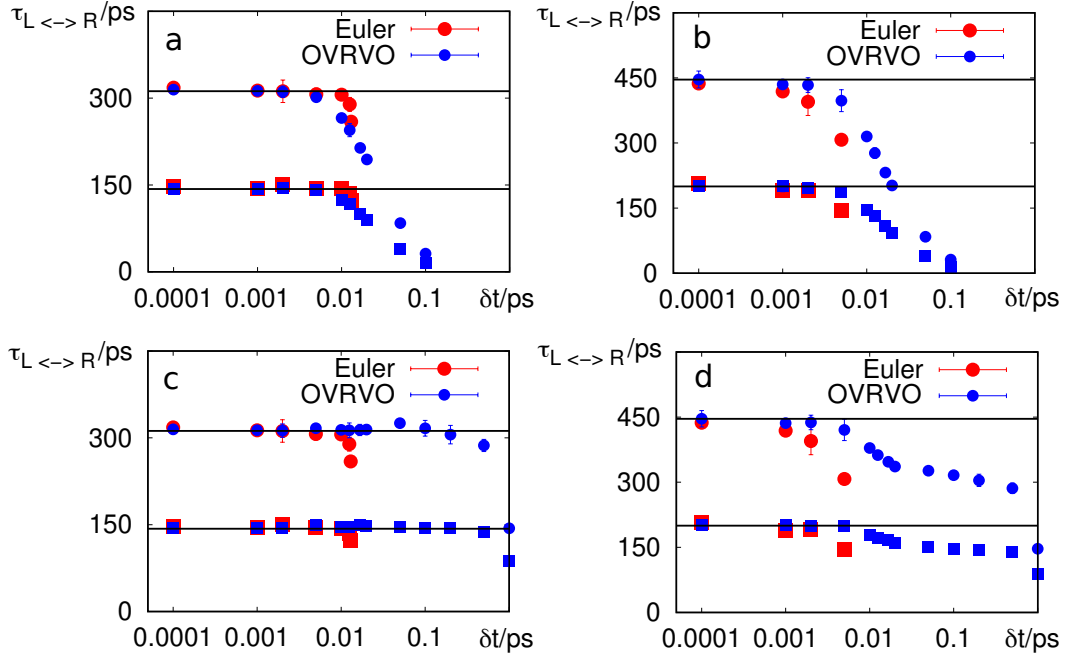 τL <-> R/ps
a
Euler
OVRVO
300
150
0
0.0001 0.001 0.01 0.1 δt/ps
τL <-> R/ps
b
Euler
OVRVO
450
300
150
0
0.0001 0.001 0.01 0.1 δt/ps
τL <-> R/ps
c
Euler
OVRVO
300
150
0
0.0001 0.001 0.01 0.1 δt/ps
τL <-> R/ps
d
Euler
OVRVO
450
300
150
0
0.0001 0.001 0.01 0.1 δt/ps